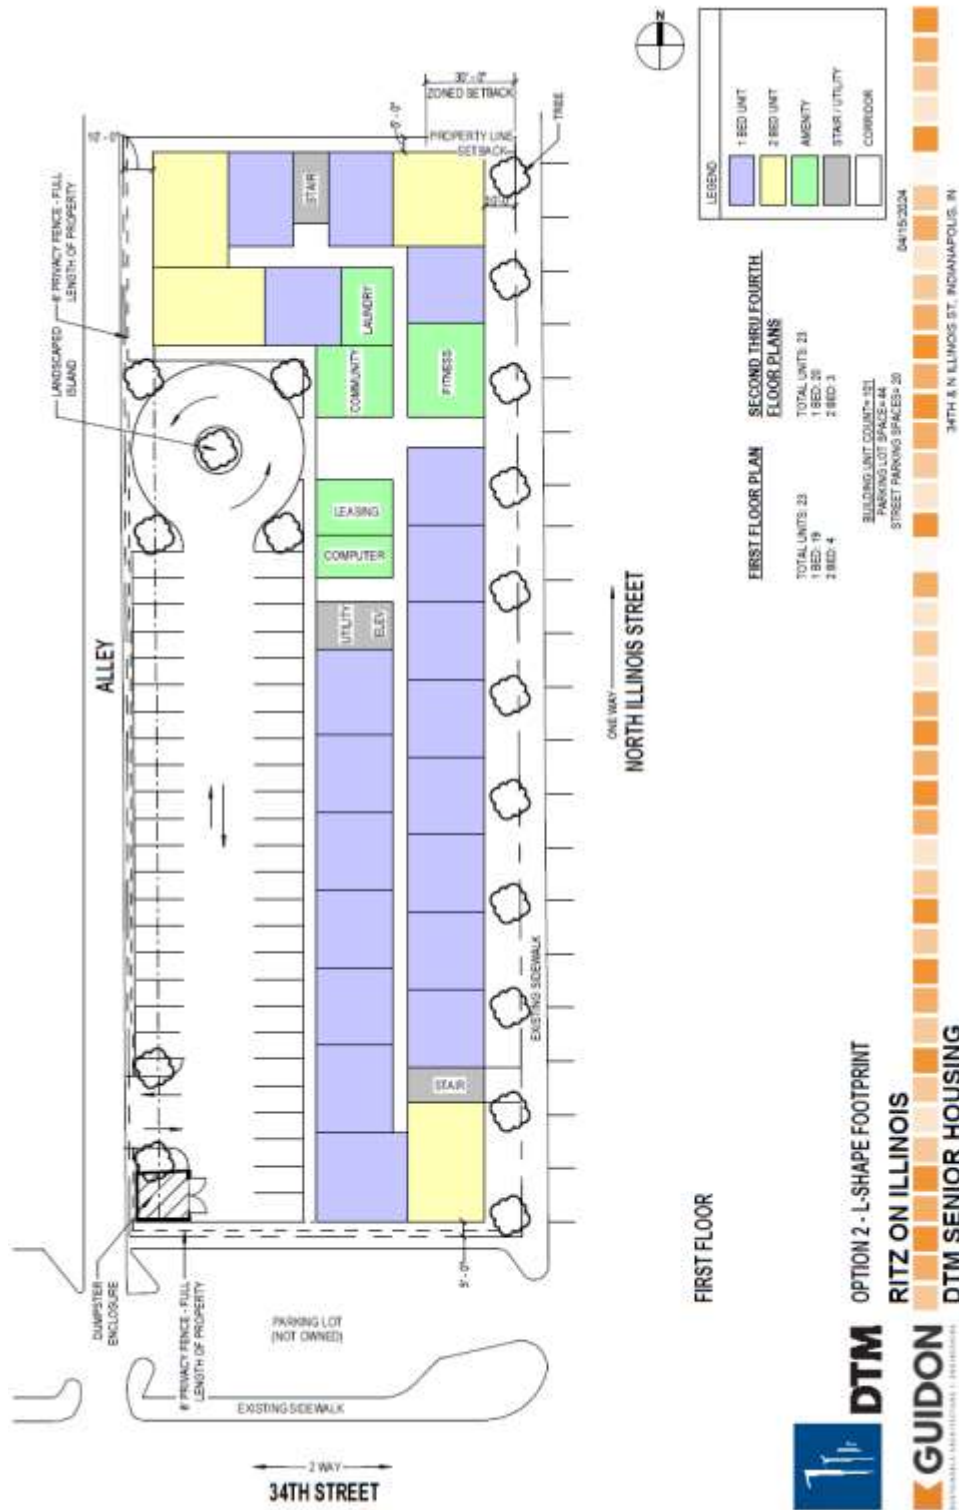 ALLEY
10' - 0"
LANDSCAPED
ISLAND
6' PRIVACY FENCE - FULL
LENGTH OF PROPERTY
STAIR
LAUNDRY
COMMUNITY
FITNESS
LEASING
COMPUTER
UTILITY
ELEV.
STAIR
5' - 0"
30' - 0"
ZONED SETBACK
PROPERTY LINE
SETBACK
10' - 0"
TREE
EXISTING SIDEWALK
5' - 0"
DUMPSTER
ENCLOSURE
6' PRIVACY FENCE - FULL
LENGTH OF PROPERTY
PARKING LOT
(NOT OWNED)
EXISTING SIDEWALK
2 WAY
34TH STREET
ONE WAY
NORTH ILLINOIS STREET
N
LEGEND
1 BED UNIT
2 BED UNIT
AMENITY
STAIR / UTILITY
CORRIDOR
FIRST FLOOR PLAN
TOTAL UNITS: 23
1 BED: 19
2 BED: 4
SECOND THRU FOURTH
FLOOR PLANS
TOTAL UNITS: 23
1 BED: 20
2 BED: 3
BUILDING UNIT COUNT= 101
PARKING LOT SPACES= 44
STREET PARKING SPACES= 20
FIRST FLOOR
DTM
OPTION 2 - L-SHAPE FOOTPRINT
RITZ ON ILLINOIS
04/15/2024
GUIDON
DTM SENIOR HOUSING
34TH & N ILLINOIS ST, INDIANAPOLIS, IN